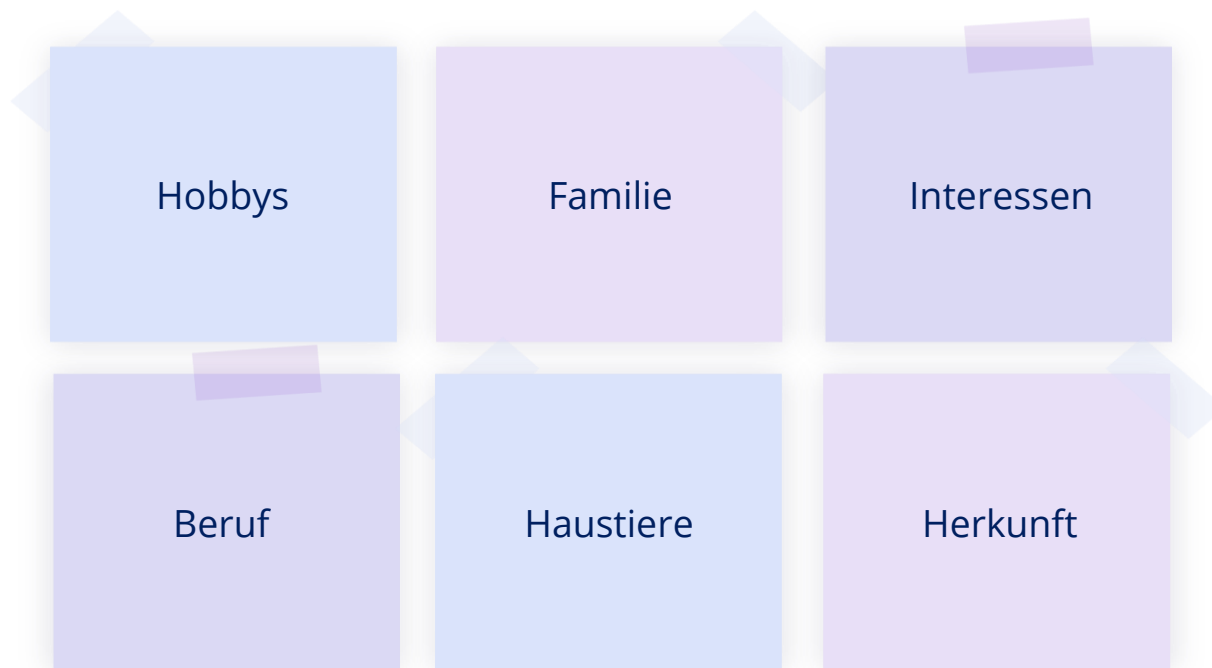 Hobbys
Familie
Interessen
Beruf
Haustiere
Herkunft